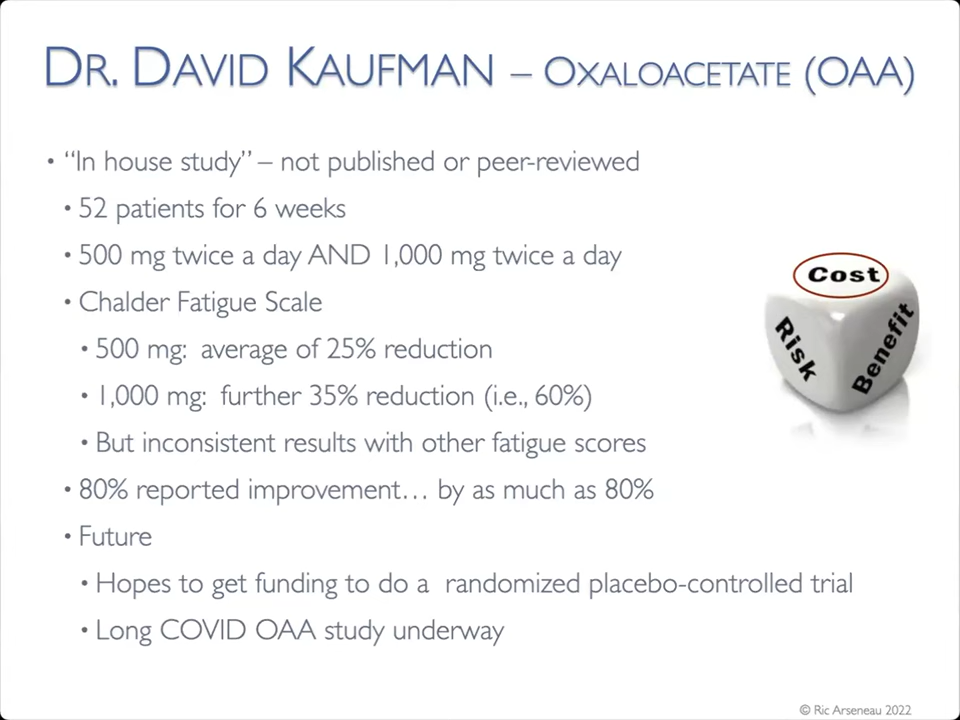 DR. DAVID KAUFMAN – OXALOACETATE (OAA)
• “In house study” – not published or peer-reviewed
• 52 patients for 6 weeks
• 500 mg twice a day AND 1,000 mg twice a day
• Chalder Fatigue Scale
• 500 mg: average of 25% reduction
• 1,000 mg: further 35% reduction (i.e., 60%)
• But inconsistent results with other fatigue scores
• 80% reported improvement… by as much as 80%
• Future
• Hopes to get funding to do a randomized placebo-controlled trial
• Long COVID OAA study underway
Cost
Risk
Benefit
© Ric Arseneau 2022